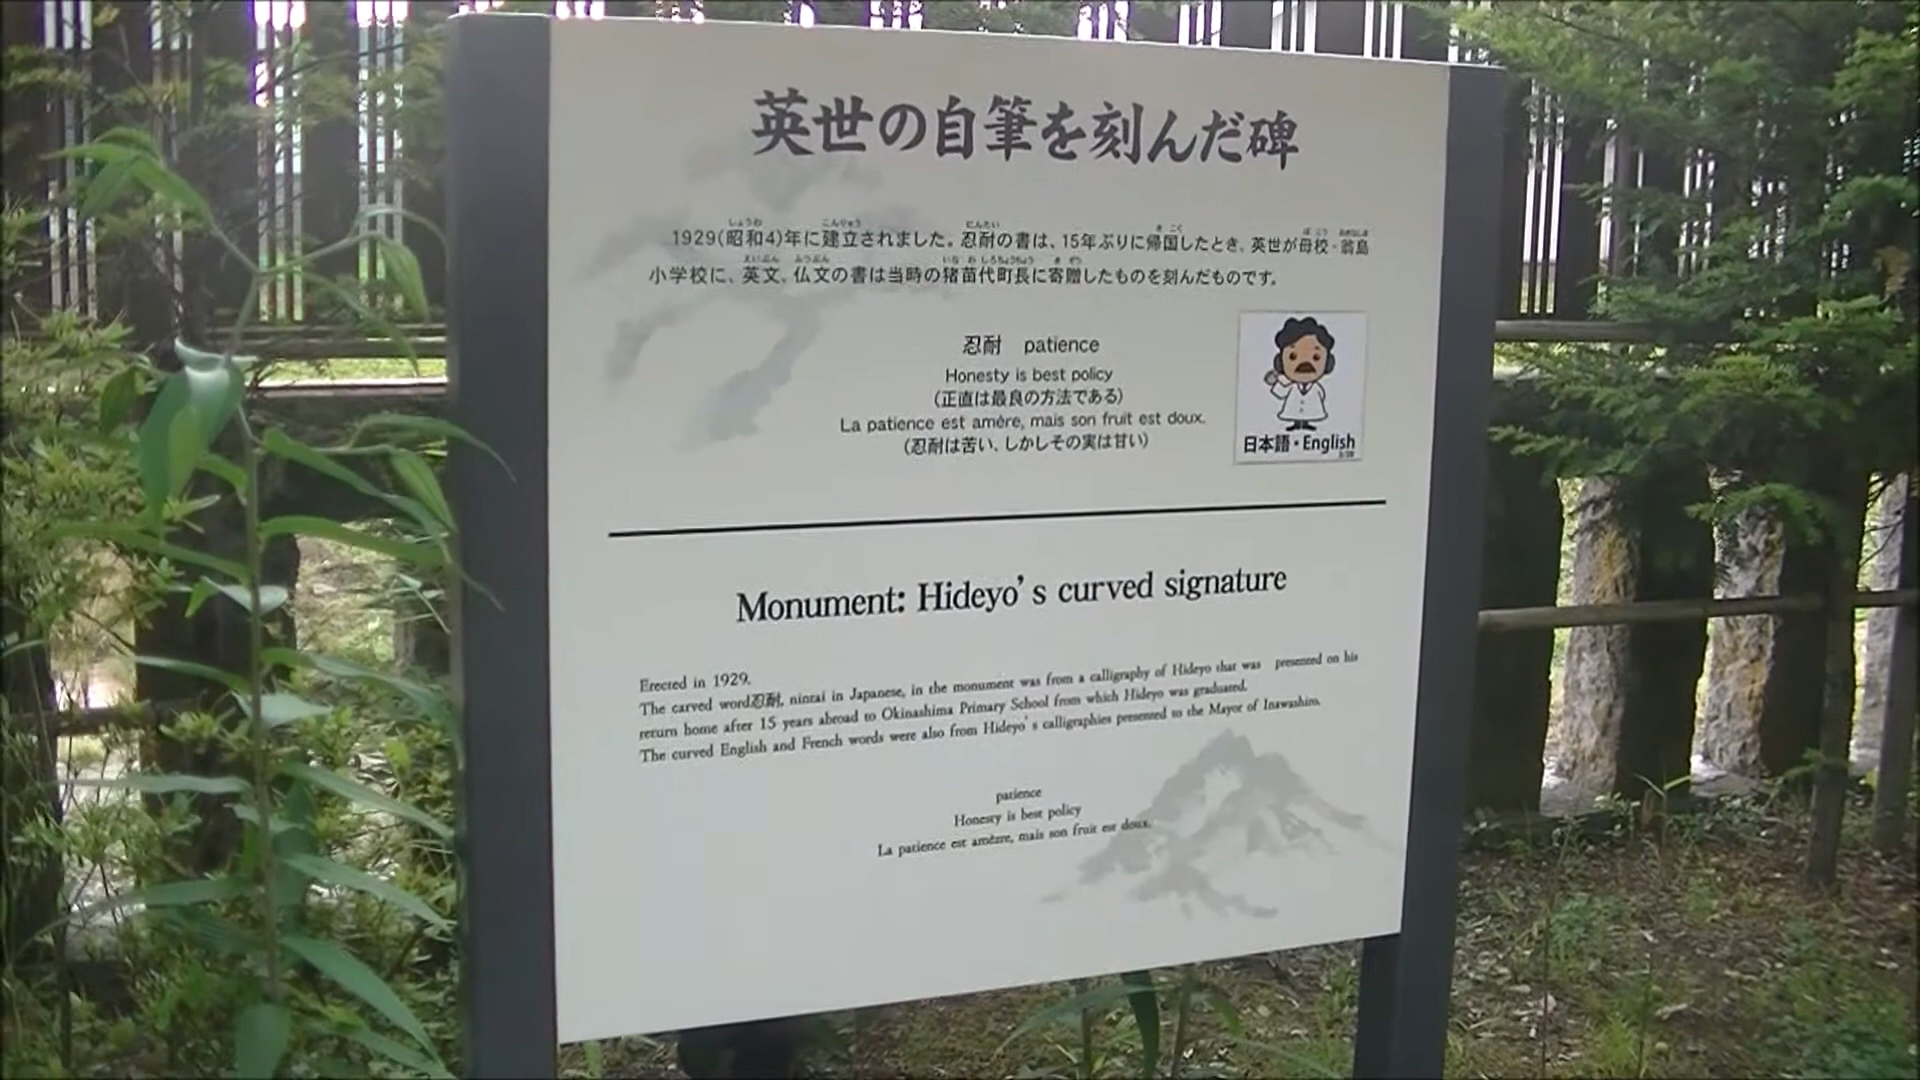 英世の自筆を刻んだ碑
1929(昭和4)年に建立されました。忍耐の書は、15年ぶりに帰国したとき、英世が母校・翁島
小学校に、英文、仏文の書は当時の猪苗代町長に寄贈したものを刻んだものです。
忍耐 patience
Honesty is best policy
(正直は最良の方法である)
La patience est amére, mais son fruit est doux.
(忍耐は苦い、しかしその実は甘い)
日本語・English
Monument: Hideyo's curved signature
Erected in 1929.
The carved word忍耐, nintai in Japanese, in the monument was from a calligraphy of Hideyo that was presented on his
return home after 15 years abroad to Okinashima Primary School from which Hideyo was graduated.
The curved English and French words were also from Hideyo's calligraphies presented to the Mayor of Inawashiro.
patience
Honesty is best policy
La patience est amére, mais son fruit est doux.